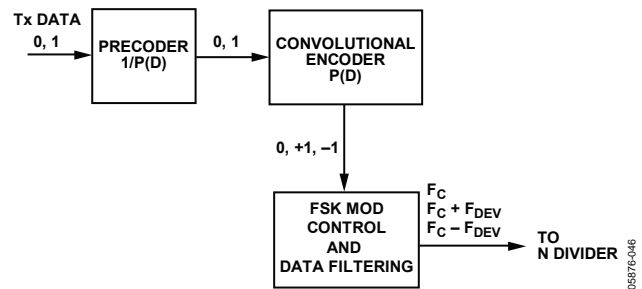 Tx DATA
0, 1
PRECODER
1/P(D)
0, 1
CONVOLUTIONAL
ENCODER
P(D)
0, +1, –1
FSK MOD
CONTROL
AND
DATA FILTERING
FC
FC + FDEV
FC – FDEV
TO
N DIVIDER
05876-046